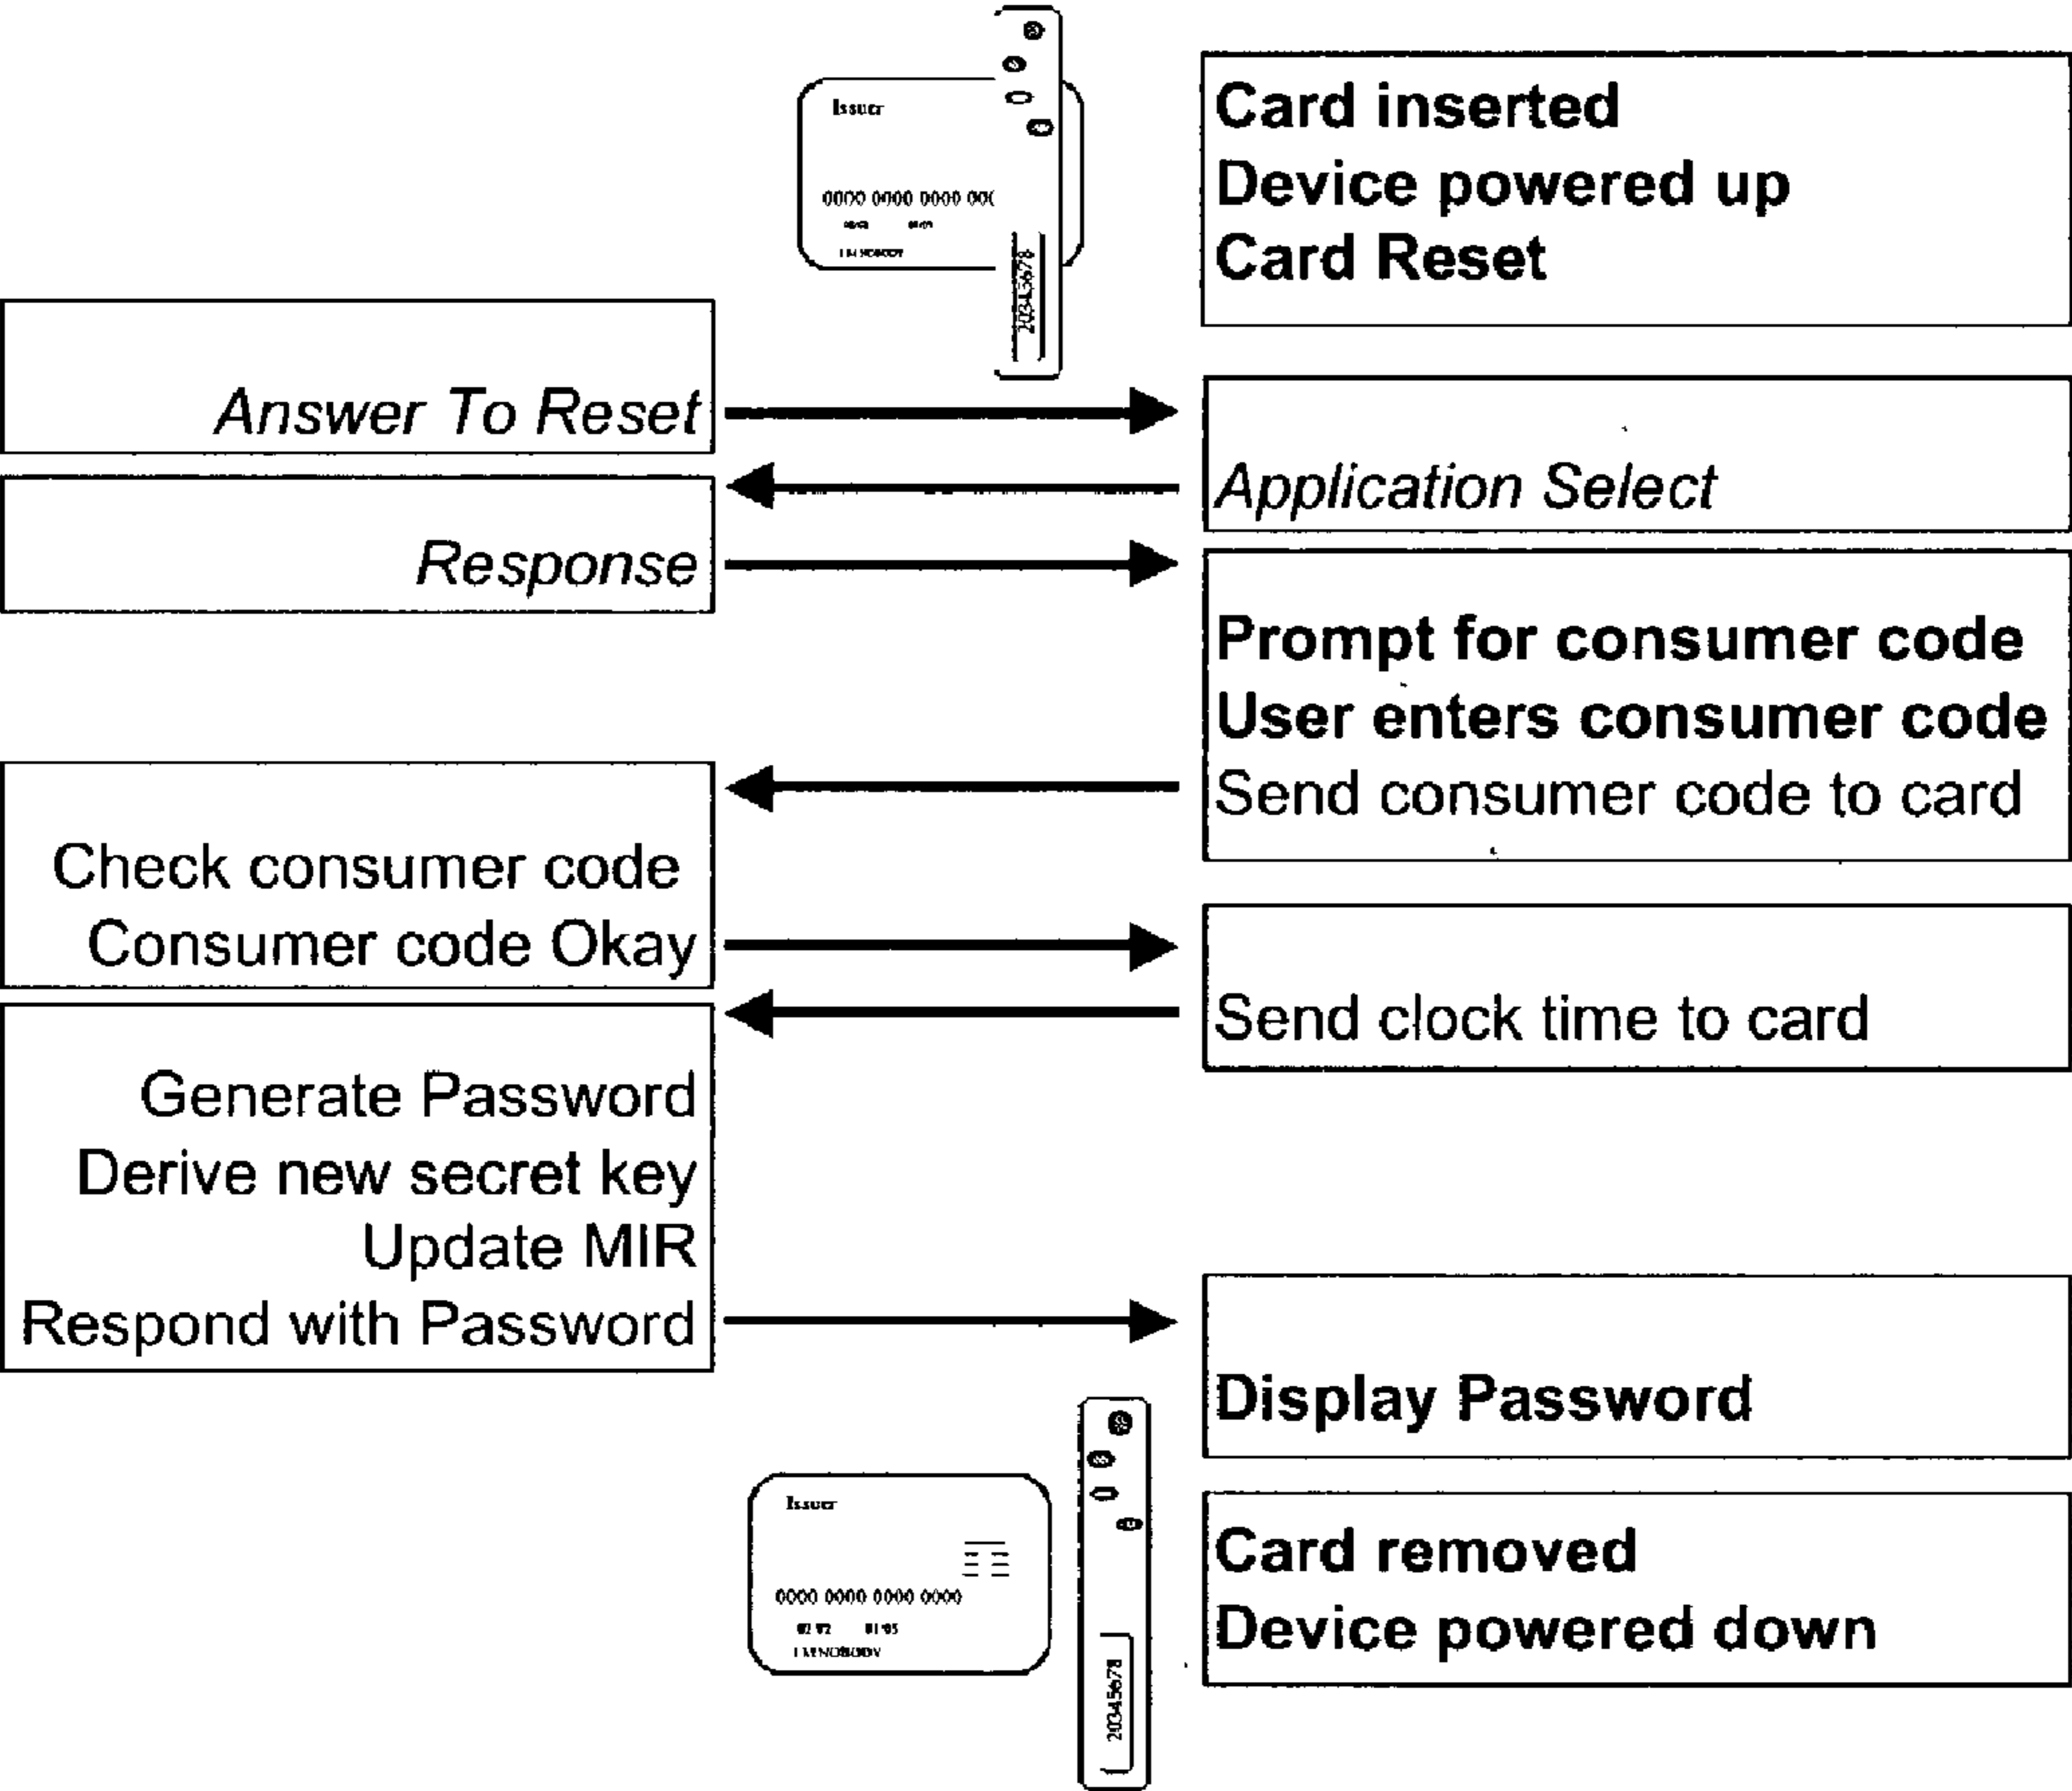 Issuer
0000 0000 0000 000
20345678
Card inserted
Device powered up
Card Reset
Answer To Reset
Application Select
Response
Prompt for consumer code
User enters consumer code
Send consumer code to card
Check consumer code
Consumer code Okay
Send clock time to card
Generate Password
Derive new secret key
Update MIR
Respond with Password
Display Password
Issuer
0000 0000 0000 0000
I M NOBODY
20345678
Card removed
Device powered down